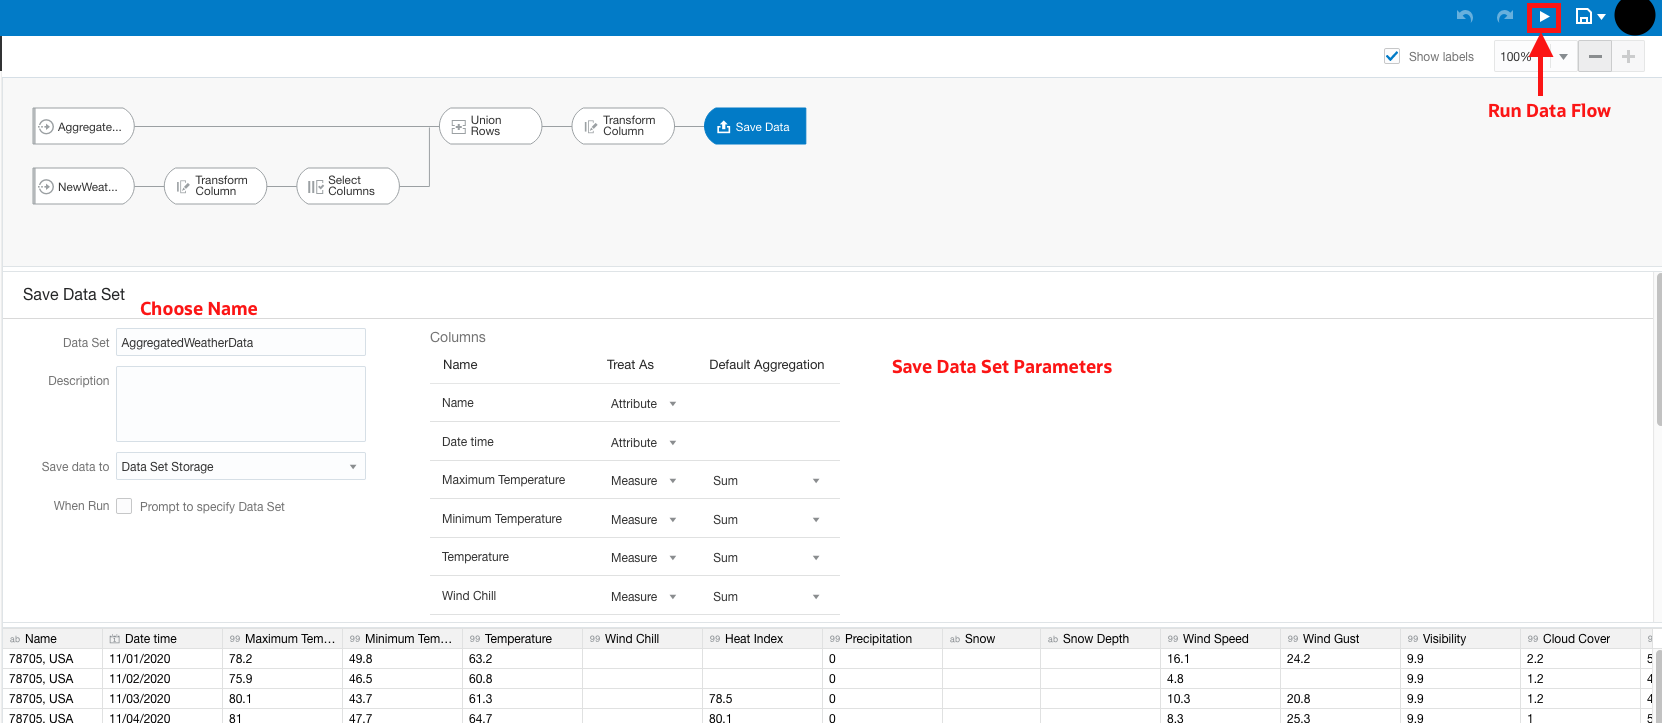 Show labels
100%
Run Data Flow
Aggregate...
Union
Rows
Transform
Column
Save Data
NewWeat...
Transform
Column
Select
Columns
Save Data Set
Choose Name
Data Set AggregatedWeatherData
Description
Save data to Data Set Storage
When Run Prompt to specify Data Set
Columns
Save Data Set Parameters
Name Treat As Default Aggregation
Name Attribute
Date time Attribute
Maximum Temperature Measure Sum
Minimum Temperature Measure Sum
Temperature Measure Sum
Wind Chill Measure Sum
ab Name Date time 99 Maximum Tem... 99 Minimum Tem... 99 Temperature 99 Wind Chill 99 Heat Index 99 Precipitation ab Snow ab Snow Depth 99 Wind Speed 99 Wind Gust 99 Visibility 99 Cloud Cover
78705, USA 11/01/2020 78.2 49.8 63.2 0 16.1 24.2 9.9 2.2
78705, USA 11/02/2020 75.9 46.5 60.8 0 4.8 9.9 1.2
78705, USA 11/03/2020 80.1 43.7 61.3 78.5 0 10.3 20.8 9.9 1.2
78705, USA 11/04/2020 81 47.7 64.7 80.1 0 8.3 25.3 9.9 1